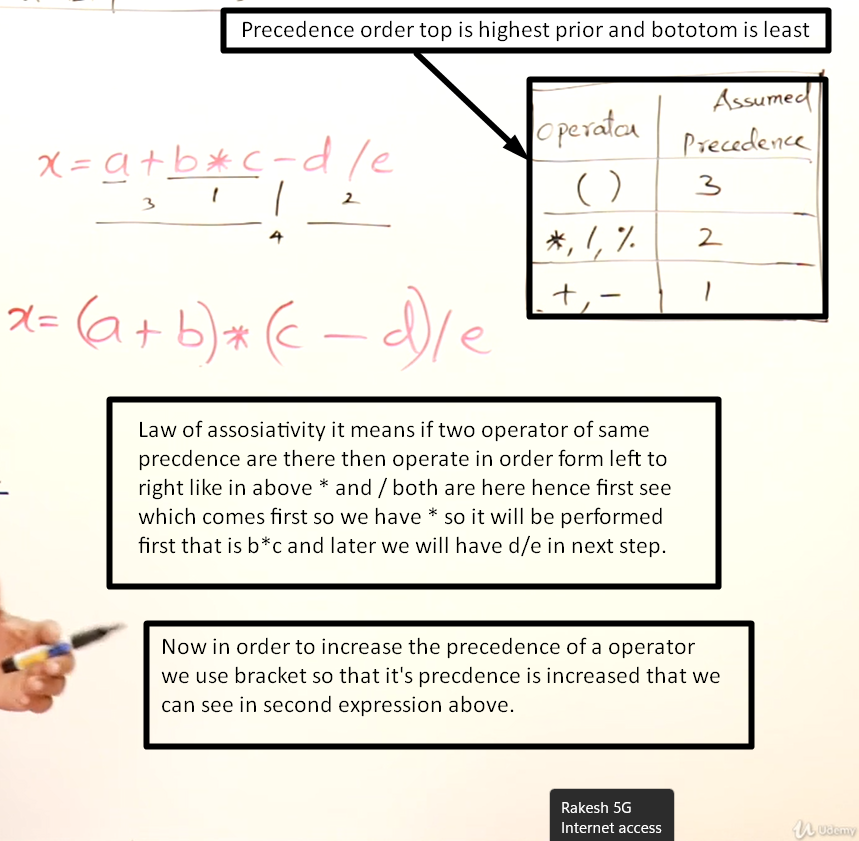 Precedence order top is highest prior and bototom is least
Operator
Assumed
Precedence
( )
3
*, /, %
2
+, -
1
x = a + b * c - d / e
3 1 2
4
x = (a + b) * (c - d) / e
Law of assosiativity it means if two operator of same
precdence are there then operate in order form left to
right like in above * and / both are here hence first see
which comes first so we have * so it will be performed
first that is b*c and later we will have d/e in next step.
Now in order to increase the precedence of a operator
we use bracket so that it's precdence is increased that we
can see in second expression above.
Rakesh 5G
Internet access
Udemy